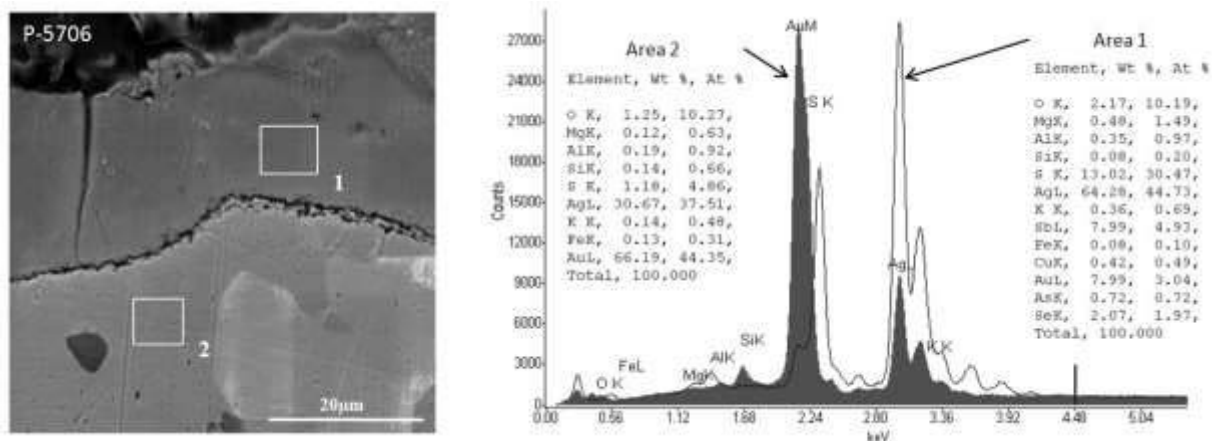 P-5706
1
2
20µm
Area 2
Element, Wt %, At %
O K, 1.25, 10.27,
MgK, 0.12, 0.63,
AlK, 0.19, 0.92,
SiK, 0.14, 0.66,
S K, 1.18, 4.86,
AgL, 30.67, 37.51,
K K, 0.14, 0.48,
FeK, 0.13, 0.31,
AuL, 66.19, 44.35,
Total, 100.000
Area 1
Element, Wt %, At %
O K, 2.17, 10.19,
MgK, 0.48, 1.49,
AlK, 0.35, 0.97,
SiK, 0.08, 0.20,
S K, 13.02, 30.47,
AgL, 64.28, 44.73,
K K, 0.36, 0.69,
SbL, 7.99, 4.93,
FeK, 0.08, 0.10,
CuK, 0.42, 0.49,
AuL, 7.99, 3.04,
AsK, 0.72, 0.72,
SeK, 2.07, 1.97,
Total, 100.000
AuM
S K
AgL
K K
SiK
AlK
MgK
FeL
O K
Counts
27000
24000
21000
18000
15000
12000
9000
6000
3000
0
0.00 0.56 1.12 1.68 2.24 2.80 3.36 3.92 4.48 5.04
keV